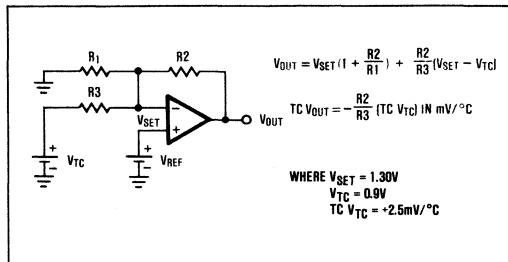 R1
R2
R3
VSET
VOUT
VTC
VREF
+
−
+
−
−
+
VOUT = VSET (1 + R2/R1) + R2/R3 (VSET − VTC)
TC VOUT = − R2/R3 (TC VTC) IN mV/°C
WHERE VSET = 1.30V
VTC = 0.9V
TC VTC = +2.5mV/°C